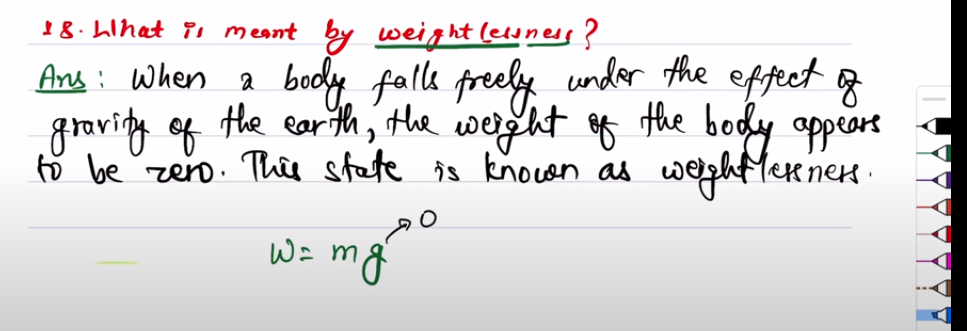 18. What is meant by weightlessness?
Ans: When a body falls freely under the effect of
gravity of the earth, the weight of the body appears
to be zero. This state is known as weightlessness.
0
W = mg